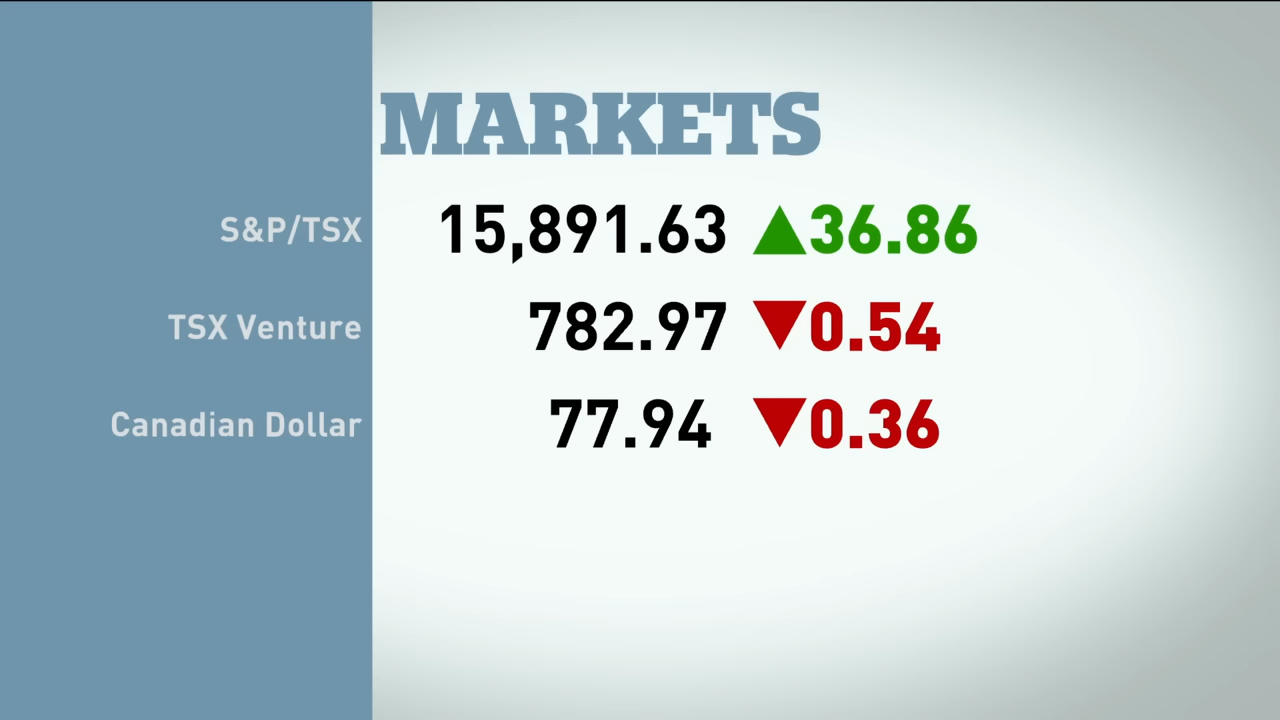 MARKETS
S&P/TSX 15,891.63 ▲36.86
TSX Venture 782.97 ▼0.54
Canadian Dollar 77.94 ▼0.36